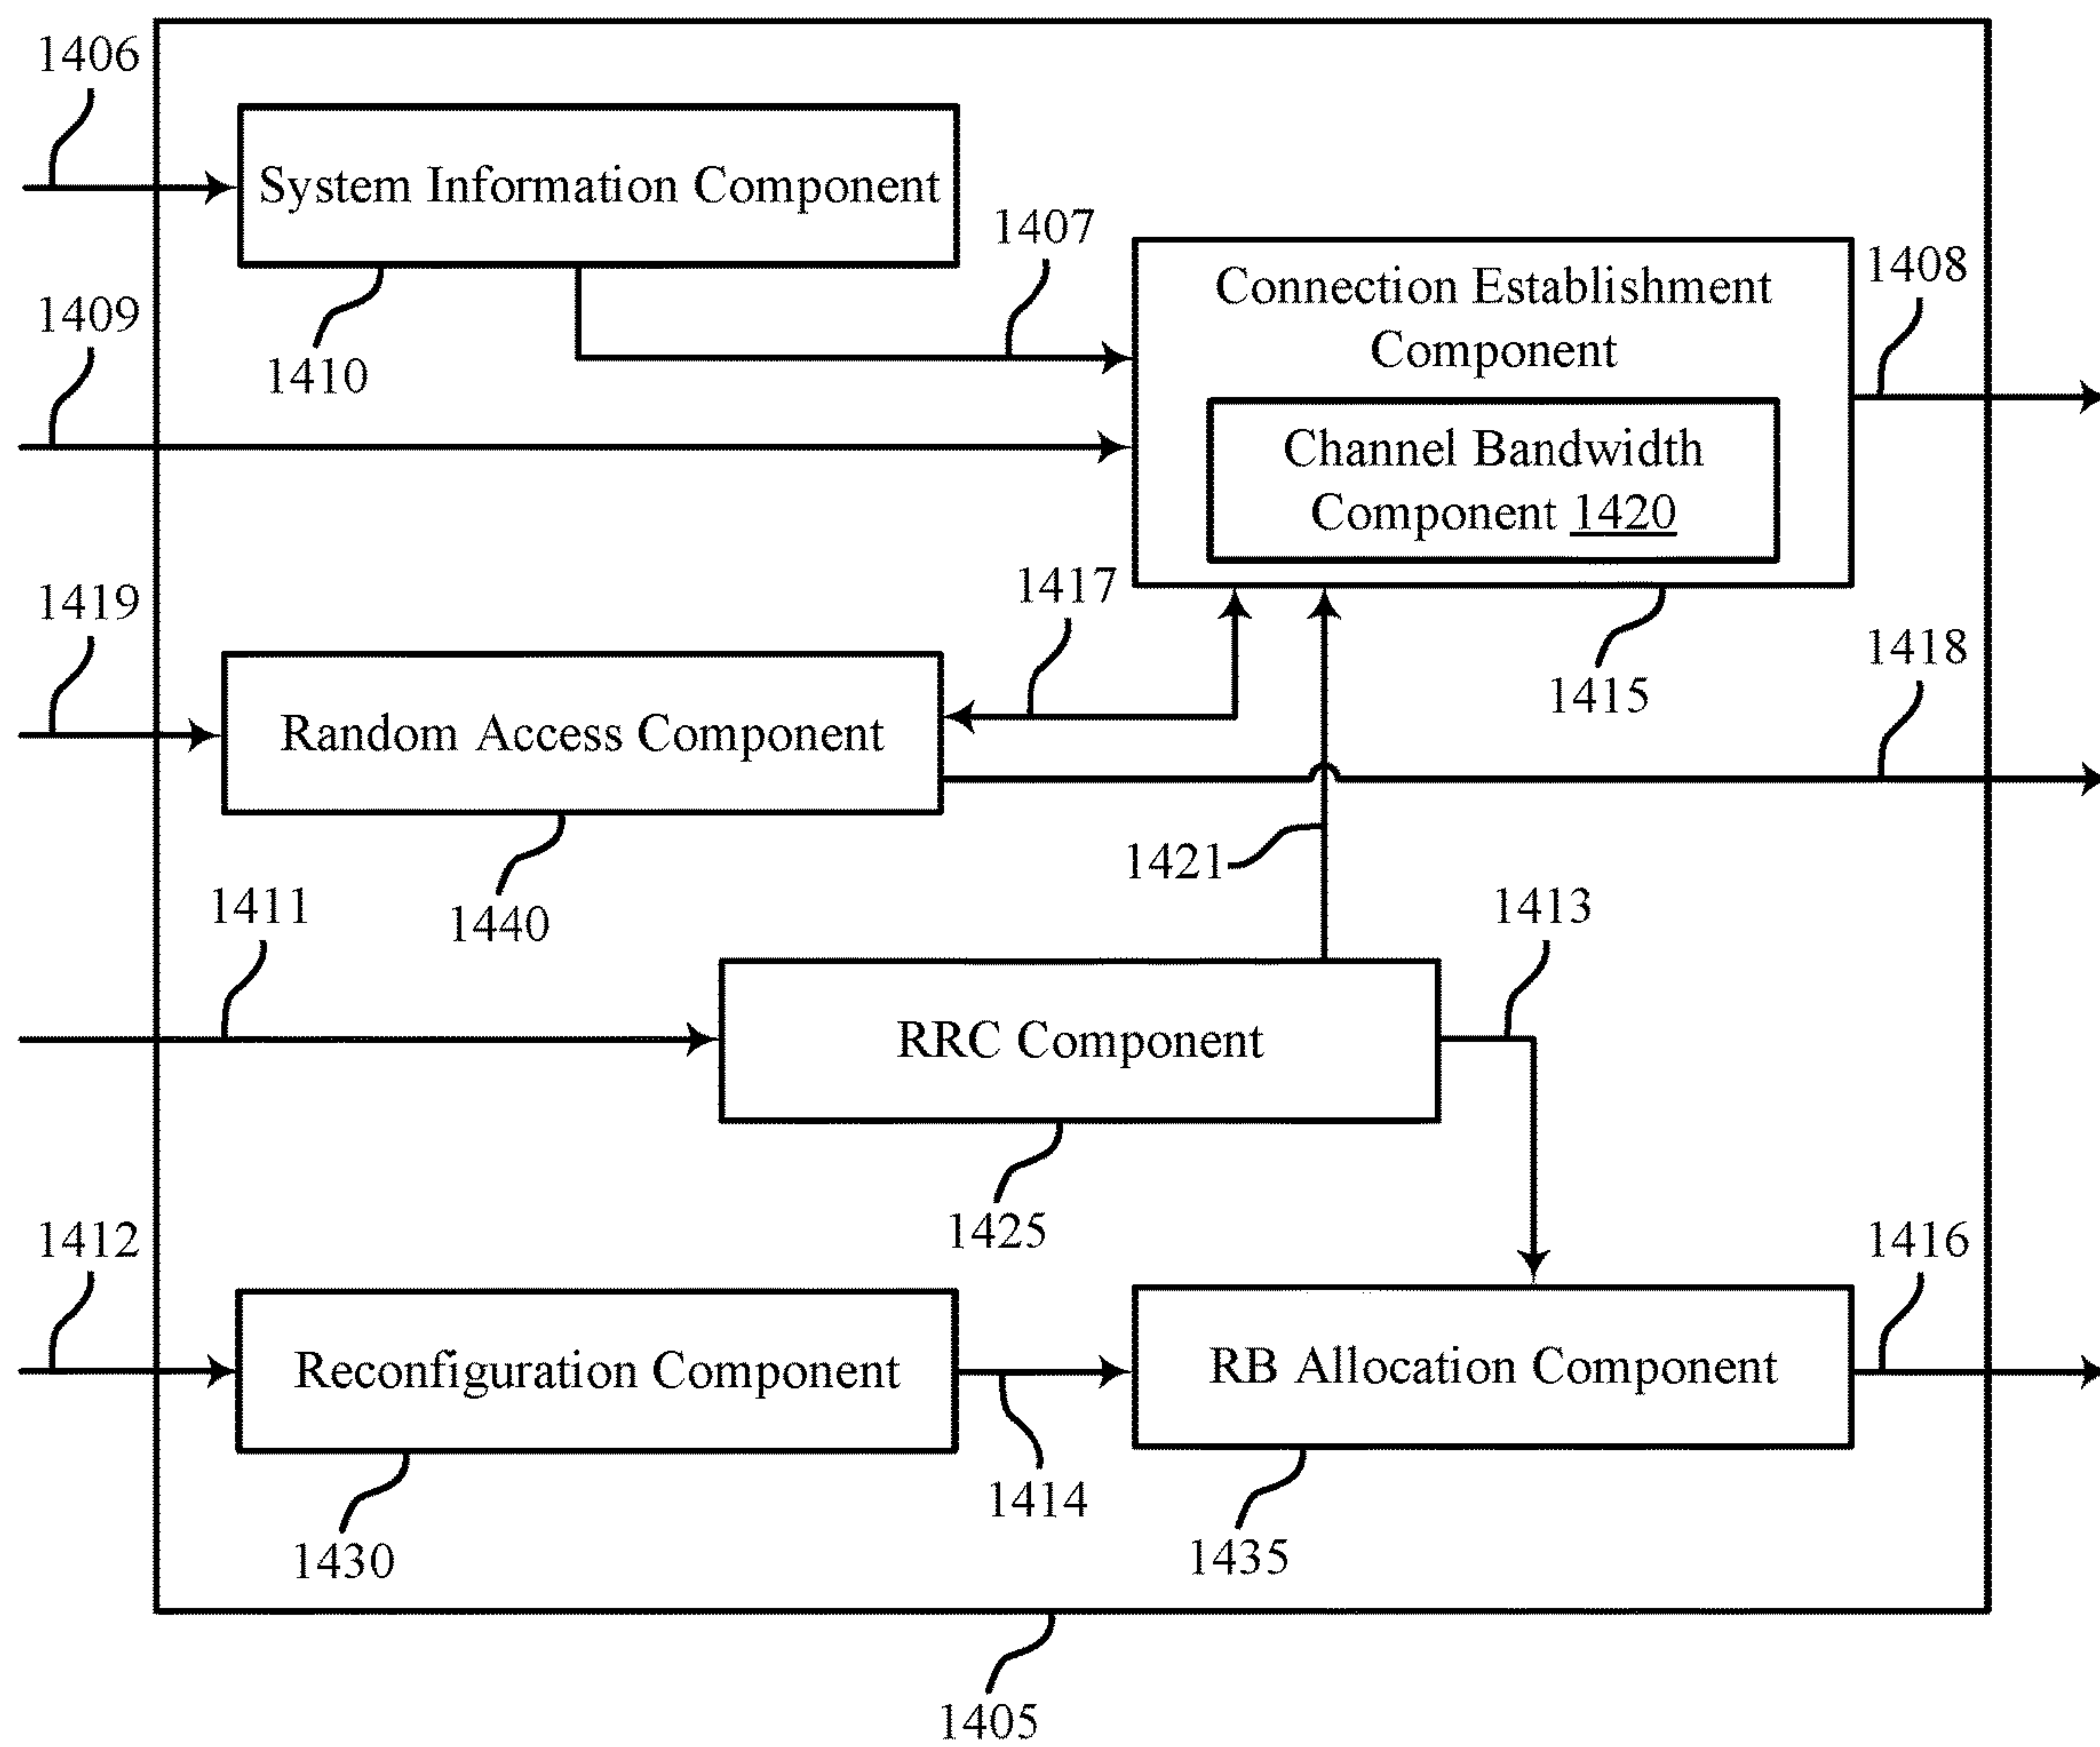 1406
System Information Component
1407
1410
1409
Connection Establishment
Component
1408
Channel Bandwidth
Component 1420
1417
1415
1419
1418
Random Access Component
1440
1421
1411
1413
RRC Component
1425
1412
1416
Reconfiguration Component
RB Allocation Component
1414
1430
1435
1405